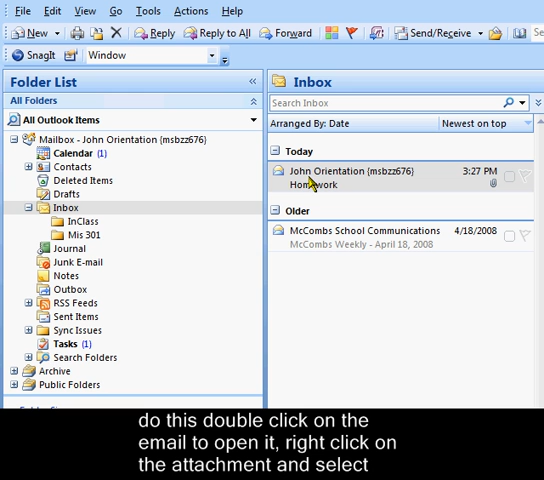 File Edit View Go Tools Actions Help
New Reply Reply to All Forward Send/Receive
SnagIt Window
Folder List
All Folders
All Outlook Items
Mailbox - John Orientation {msbzz676}
Calendar (1)
Contacts
Deleted Items
Drafts
Inbox
InClass
Mis 301
Journal
Junk E-mail
Notes
Outbox
RSS Feeds
Sent Items
Sync Issues
Tasks (1)
Search Folders
Archive
Public Folders
Inbox
Search Inbox
Arranged By: Date Newest on top
Today
John Orientation {msbzz676} 3:27 PM
Homework
Older
McCombs School Communications 4/18/2008
McCombs Weekly - April 18, 2008
do this double click on the
email to open it, right click on
the attachment and select